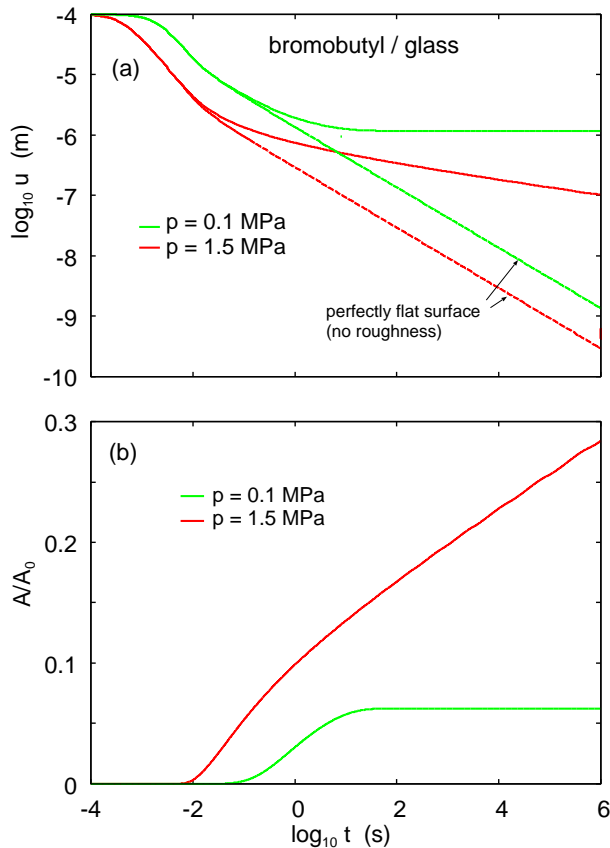 -4
bromobutyl / glass
(a)
-5
-6
log10 u (m)
-7
p = 0.1 MPa
p = 1.5 MPa
-8
perfectly flat surface
(no roughness)
-9
-10
0.3
(b)
p = 0.1 MPa
p = 1.5 MPa
0.2
A/A0
0.1
0
-4 -2 0 2 4 6
log10 t (s)